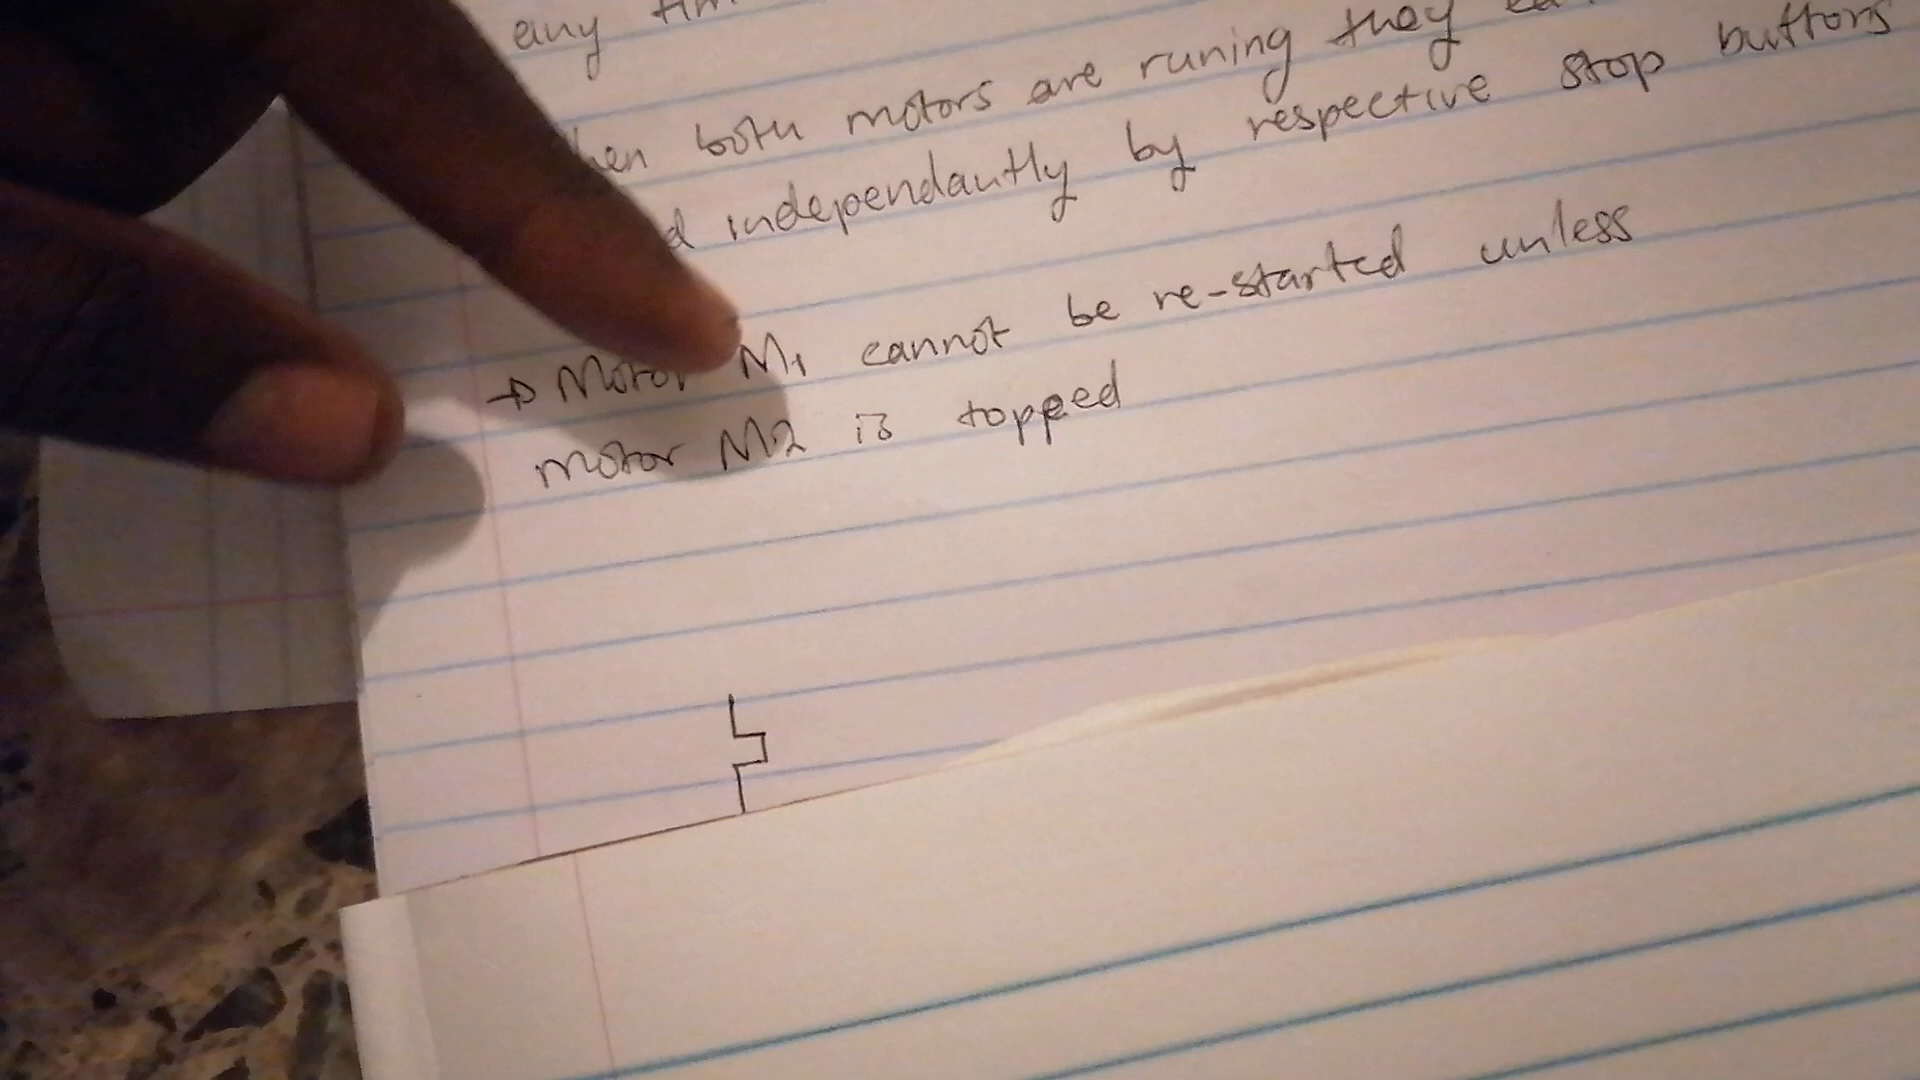 any
both motors are runing they
independantly by respective stop buttons
→ Motor M1 cannot be re-started unless
motor M2 is topped